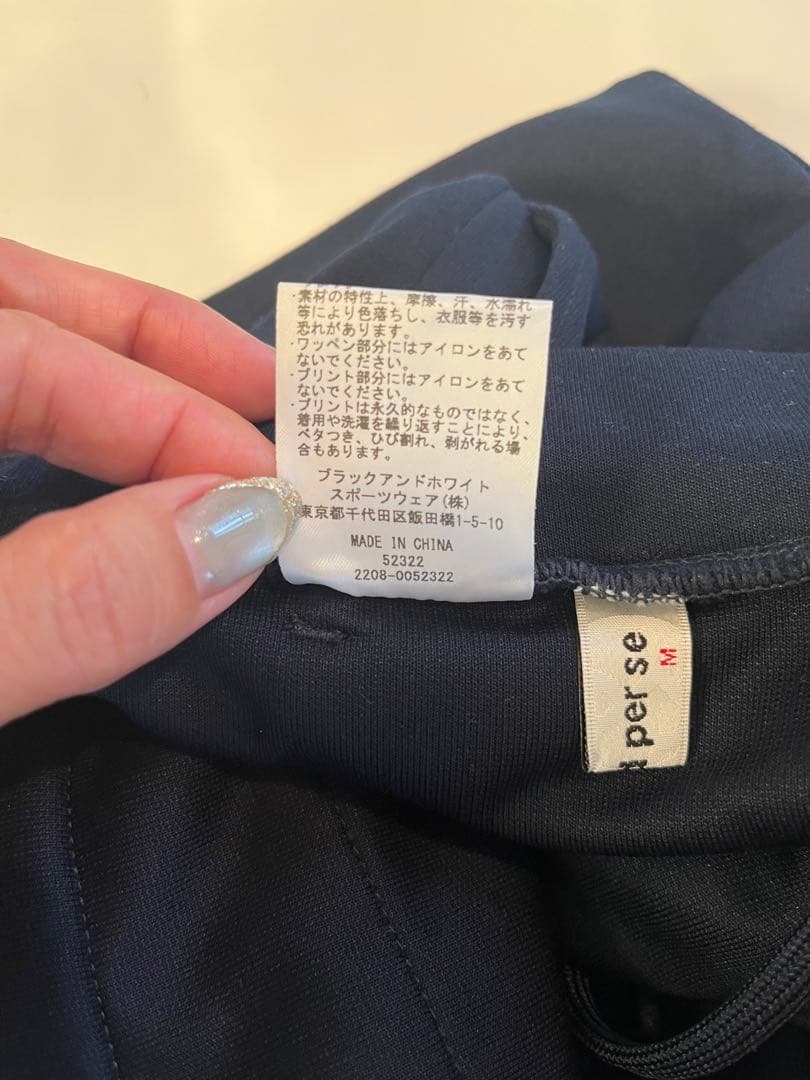 ・素材の特性上、摩擦、汗、水濡れ
等により色落ちし、衣服等を汚す
恐れがあります。
・ワッペン部分にはアイロンをあて
ないでください。
・プリント部分にはアイロンをあて
ないでください。
・プリントは永久的なものではなく、
着用や洗濯を繰り返すことにより、
ベタつき、ひび割れ、剥がれる場
合もあります。
ブラックアンドホワイト
スポーツウェア(株)
東京都千代田区飯田橋1-5-10
MADE IN CHINA
52322
2208-0052322
per se
M